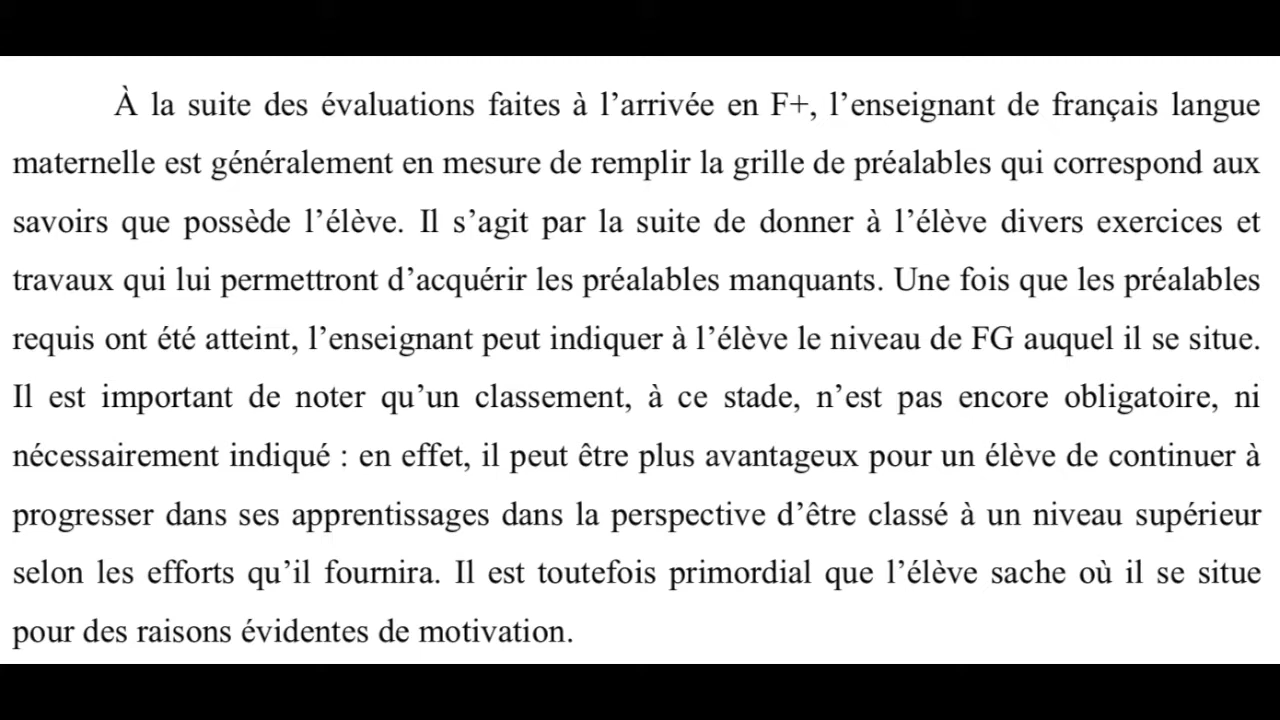 À la suite des évaluations faites à l’arrivée en F+, l’enseignant de français langue
maternelle est généralement en mesure de remplir la grille de préalables qui correspond aux
savoirs que possède l’élève. Il s’agit par la suite de donner à l’élève divers exercices et
travaux qui lui permettront d’acquérir les préalables manquants. Une fois que les préalables
requis ont été atteint, l’enseignant peut indiquer à l’élève le niveau de FG auquel il se situe.
Il est important de noter qu’un classement, à ce stade, n’est pas encore obligatoire, ni
nécessairement indiqué : en effet, il peut être plus avantageux pour un élève de continuer à
progresser dans ses apprentissages dans la perspective d’être classé à un niveau supérieur
selon les efforts qu’il fournira. Il est toutefois primordial que l’élève sache où il se situe
pour des raisons évidentes de motivation.